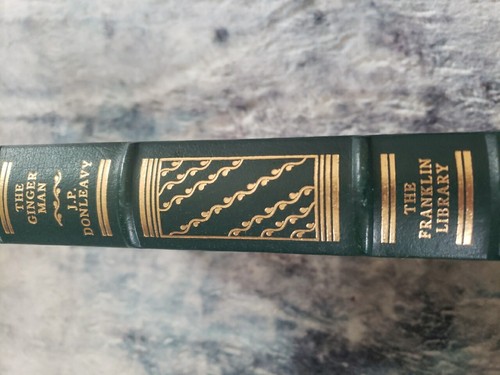 THE
GINGER
MAN
J.P.
DONLEAVY
THE
FRANKLIN
LIBRARY